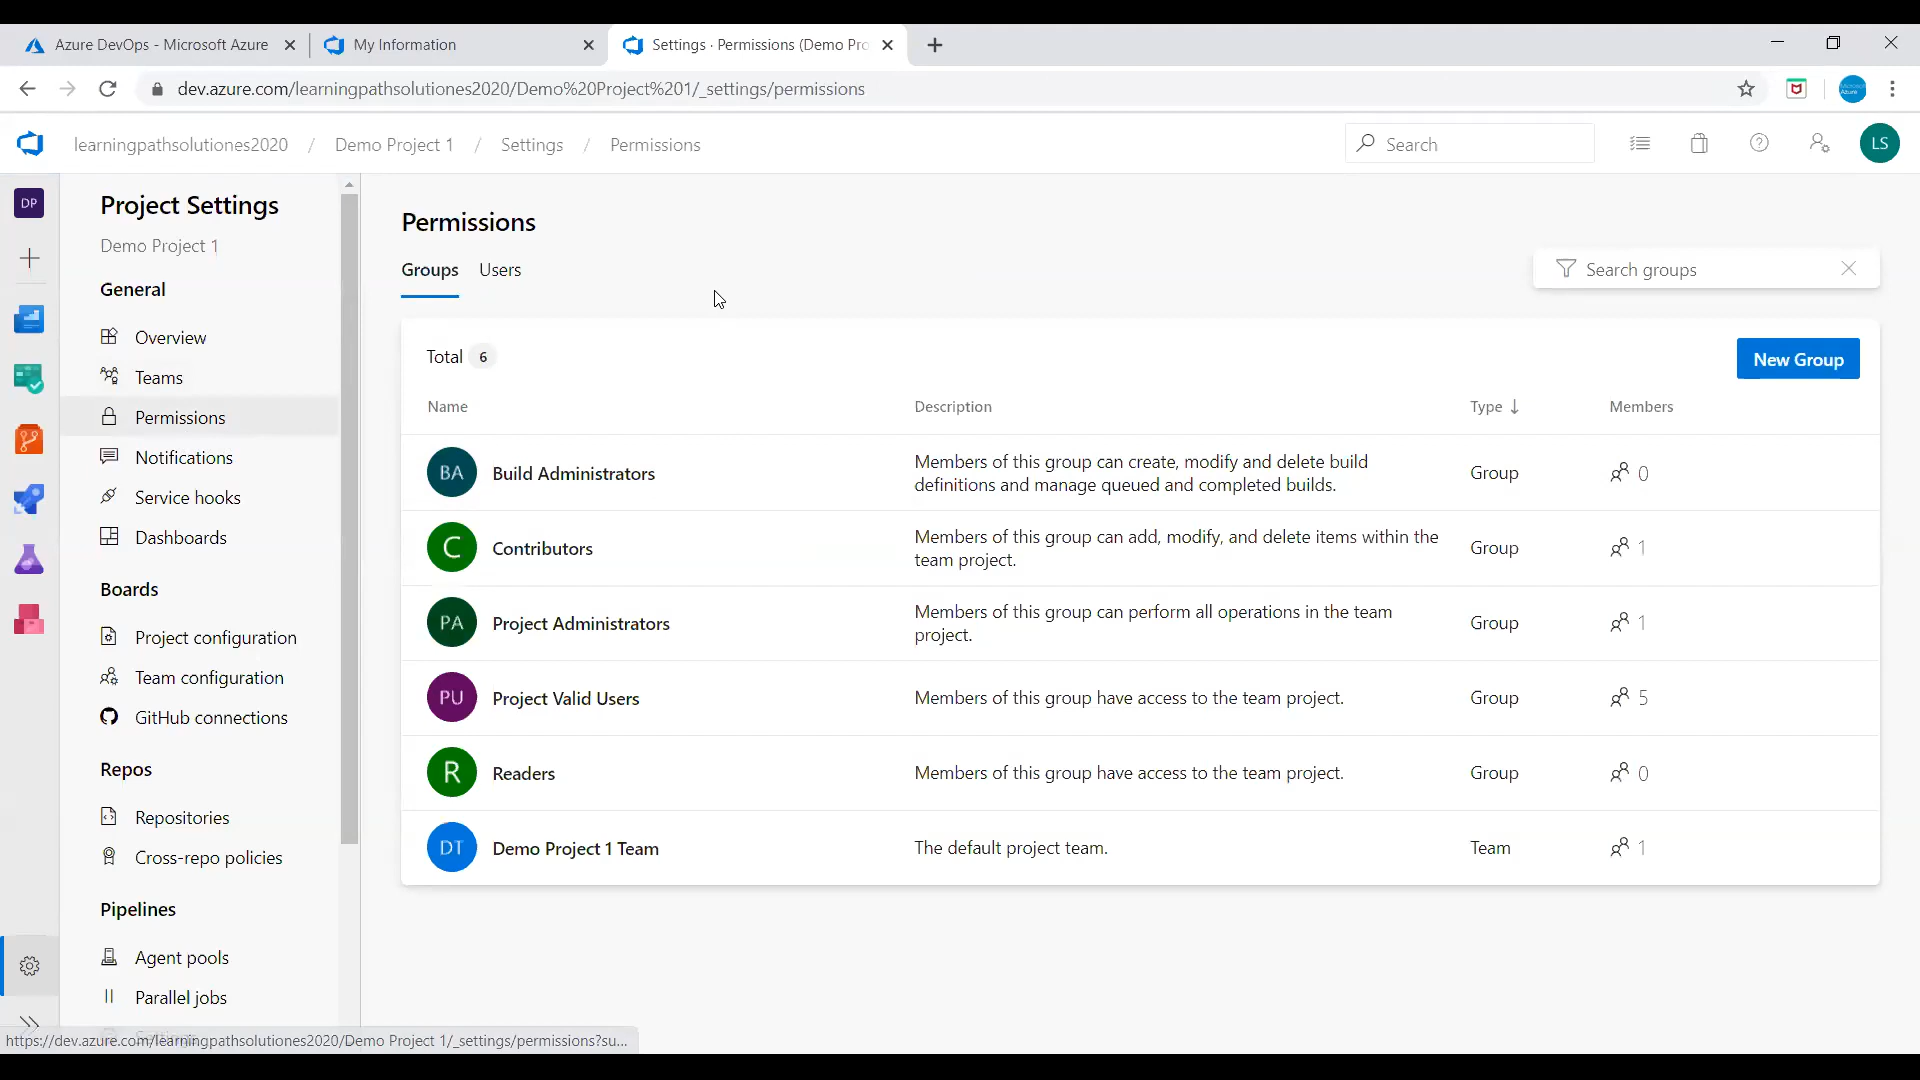 Azure DevOps - Microsoft Azure
My Information
Settings · Permissions (Demo Pro
dev.azure.com/learningpathsolutiones2020/Demo%20Project%201/_settings/permissions
learningpathsolutiones2020 / Demo Project 1 / Settings / Permissions
Search
LS
DP
Project Settings
Demo Project 1
General
Overview
Teams
Permissions
Notifications
Service hooks
Dashboards
Boards
Project configuration
Team configuration
GitHub connections
Repos
Repositories
Cross-repo policies
Pipelines
Agent pools
Parallel jobs
Settings
Permissions
Groups Users
Search groups
Total 6
New Group
Name Description Type Members
BA Build Administrators Members of this group can create, modify and delete build
definitions and manage queued and completed builds.
Group 0
C Contributors Members of this group can add, modify, and delete items within the
team project.
Group 1
PA Project Administrators Members of this group can perform all operations in the team
project.
Group 1
PU Project Valid Users Members of this group have access to the team project. Group 5
R Readers Members of this group have access to the team project. Group 0
DT Demo Project 1 Team The default project team. Team 1
https://dev.azure.com/learningpathsolutiones2020/Demo Project 1/_settings/permissions?su...